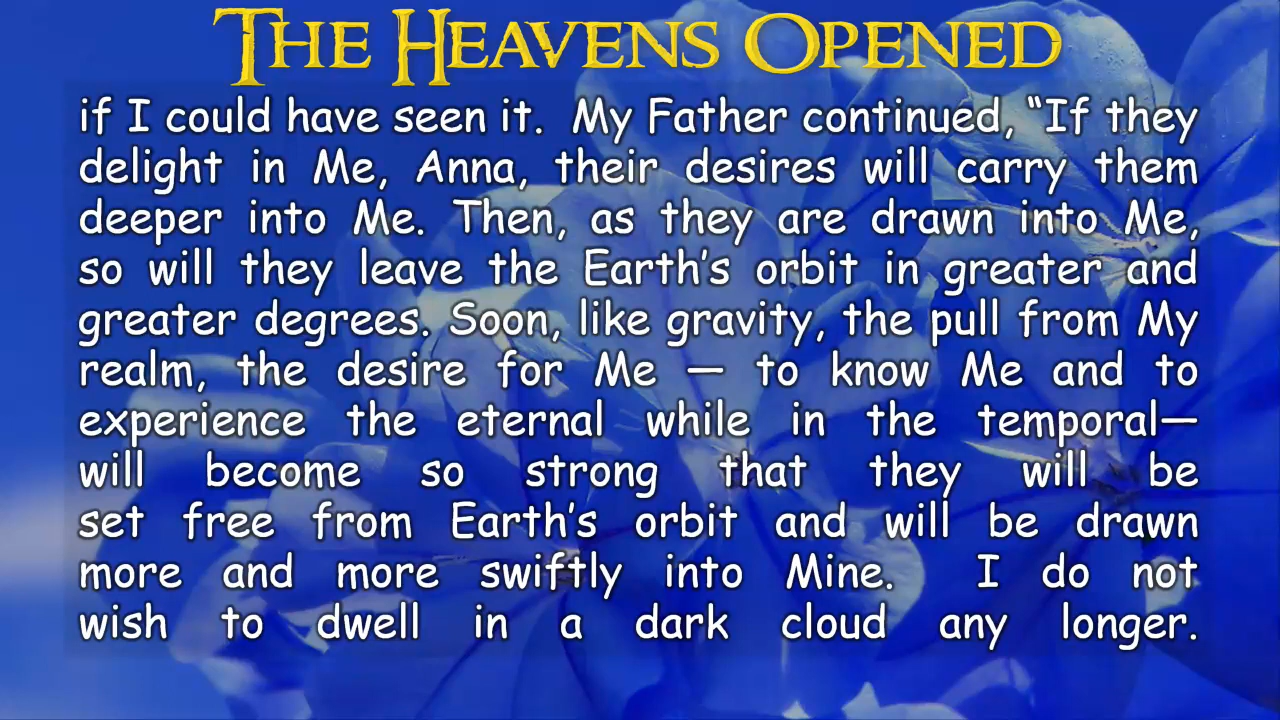 THE HEAVENS OPENED
if I could have seen it. My Father continued, “If they
delight in Me, Anna, their desires will carry them
deeper into Me. Then, as they are drawn into Me,
so will they leave the Earth’s orbit in greater and
greater degrees. Soon, like gravity, the pull from My
realm, the desire for Me — to know Me and to
experience the eternal while in the temporal—
will become so strong that they will be
set free from Earth’s orbit and will be drawn
more and more swiftly into Mine. I do not
wish to dwell in a dark cloud any longer.